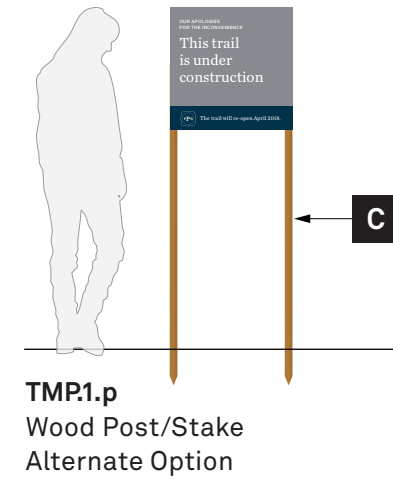 OUR APOLOGIES
FOR THE INCONVENIENCE
This trail
is under
construction
The trail will re-open April 2018.
C
TMP.1.p
Wood Post/Stake
Alternate Option